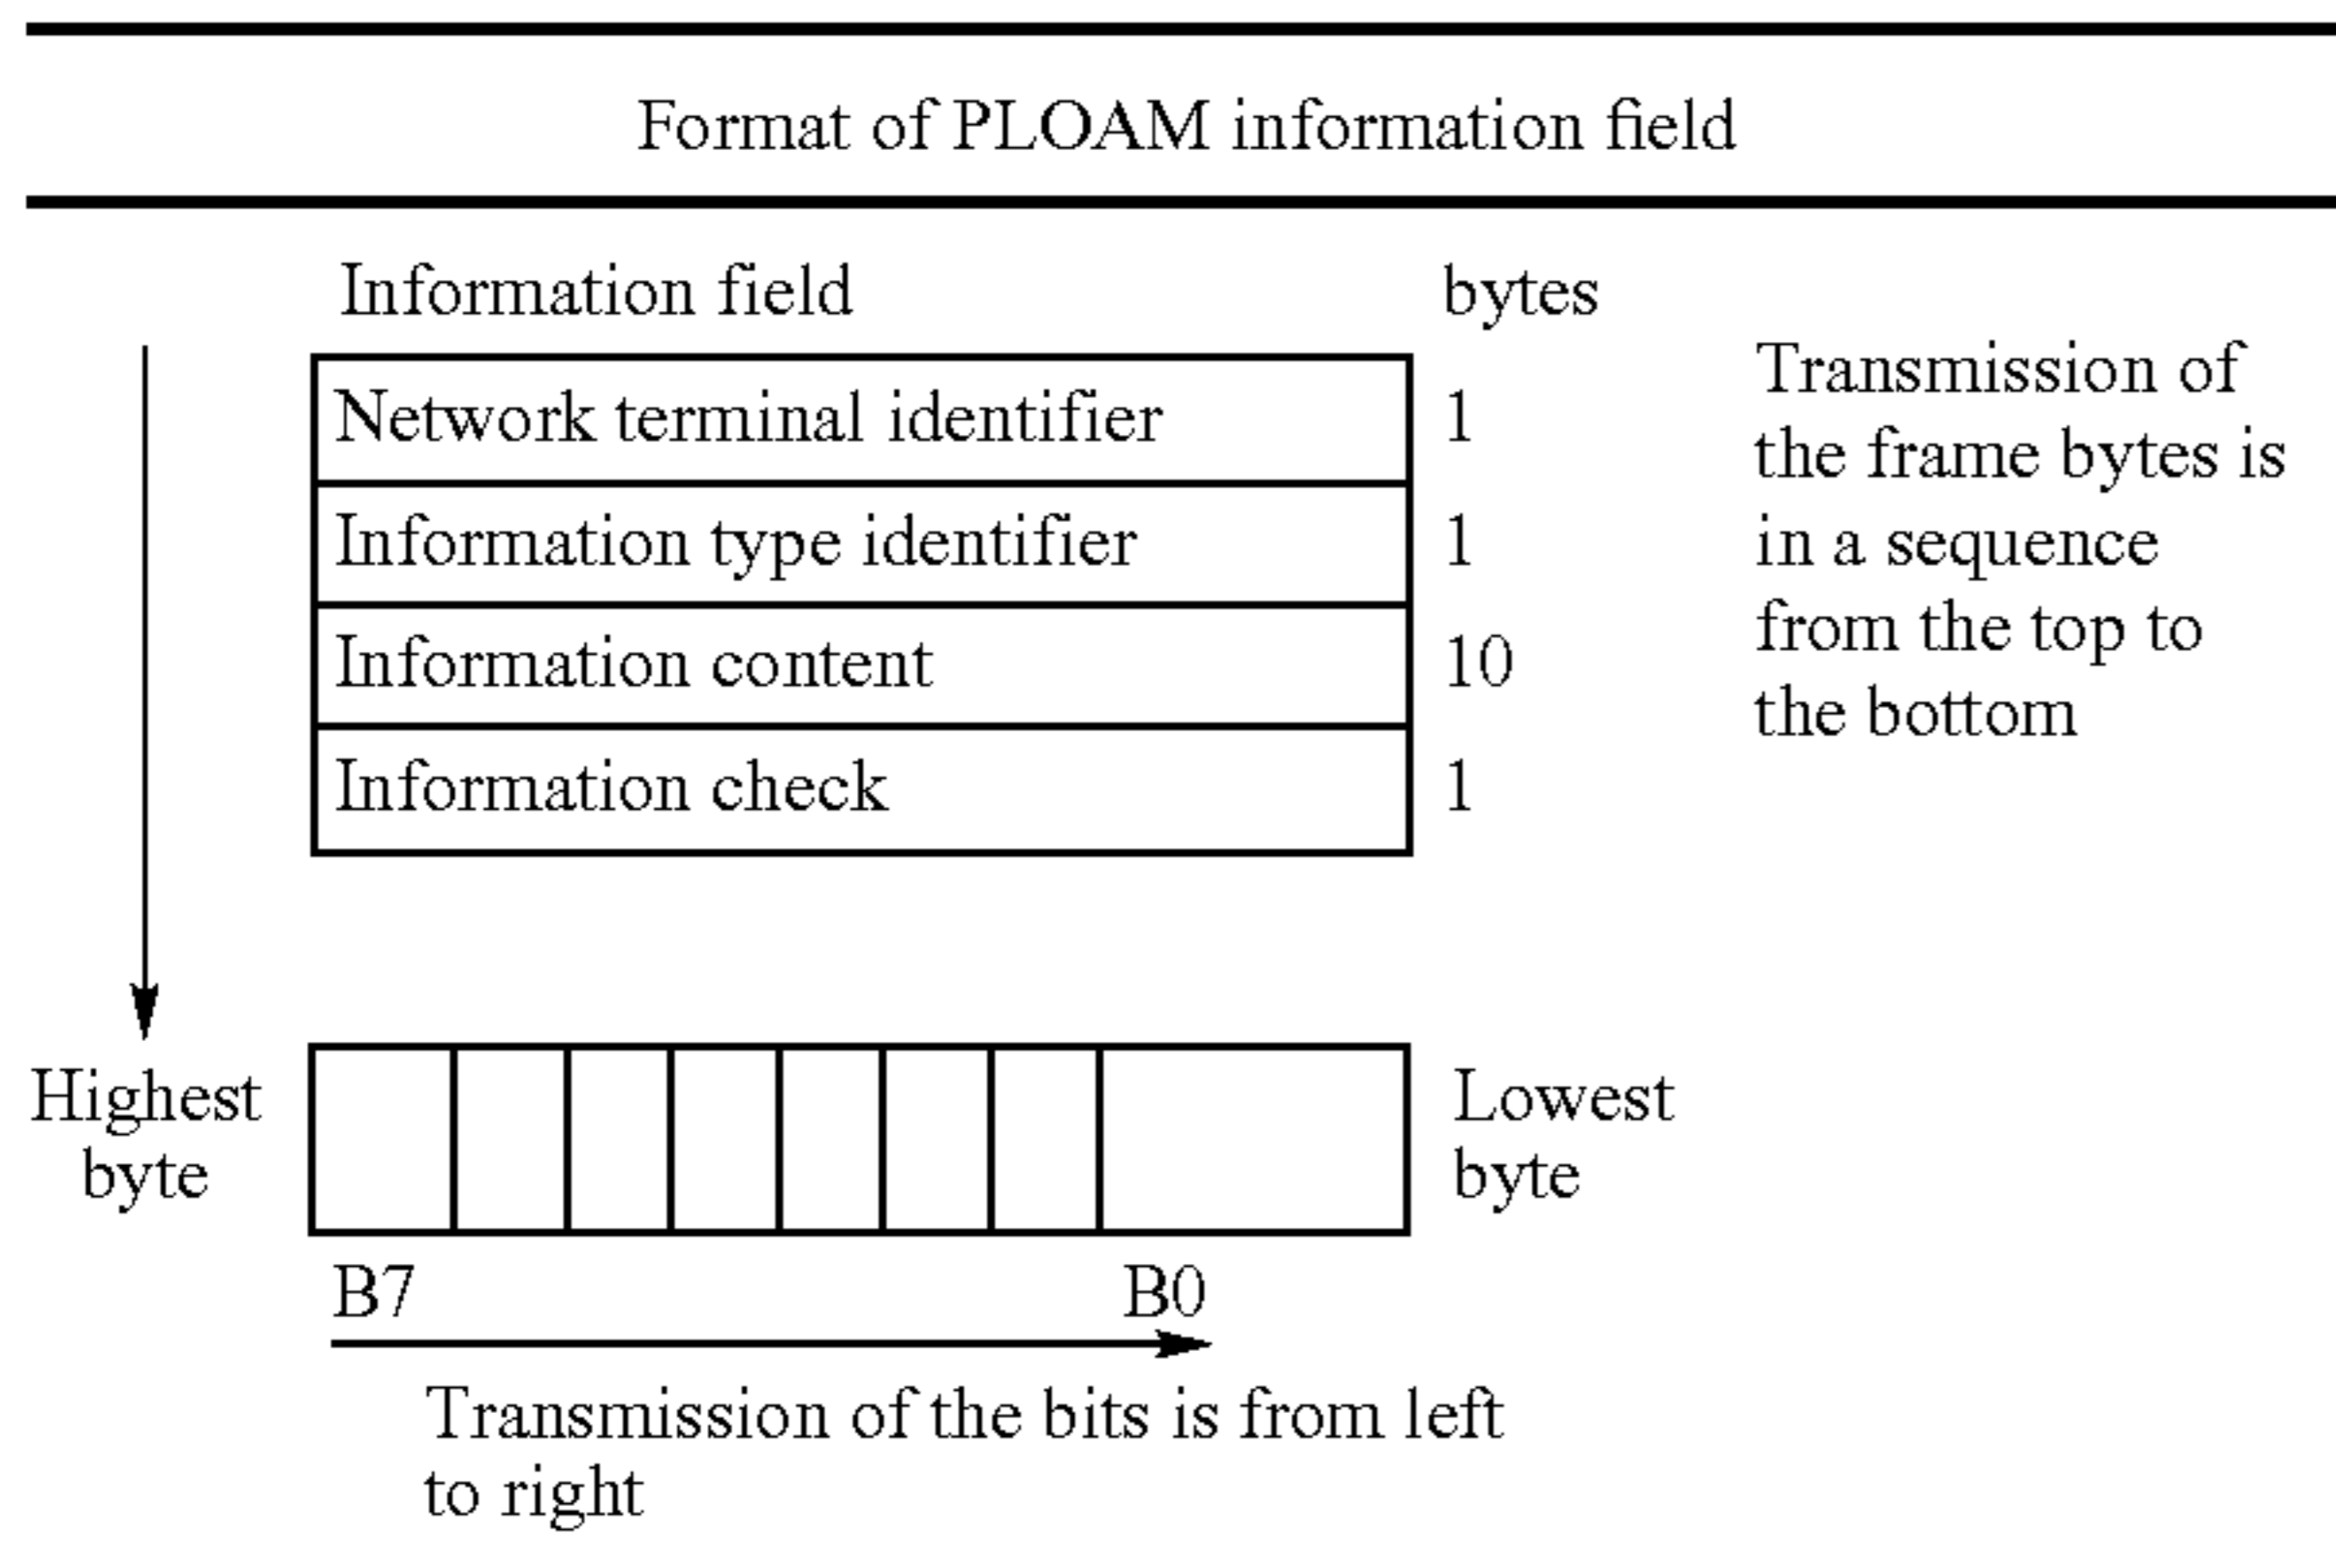 Format of PLOAM information field
Information field bytes
Network terminal identifier 1
Information type identifier 1
Information content 10
Information check 1
Transmission of
the frame bytes is
in a sequence
from the top to
the bottom
Highest
byte
Lowest
byte
B7 B0
Transmission of the bits is from left
to right